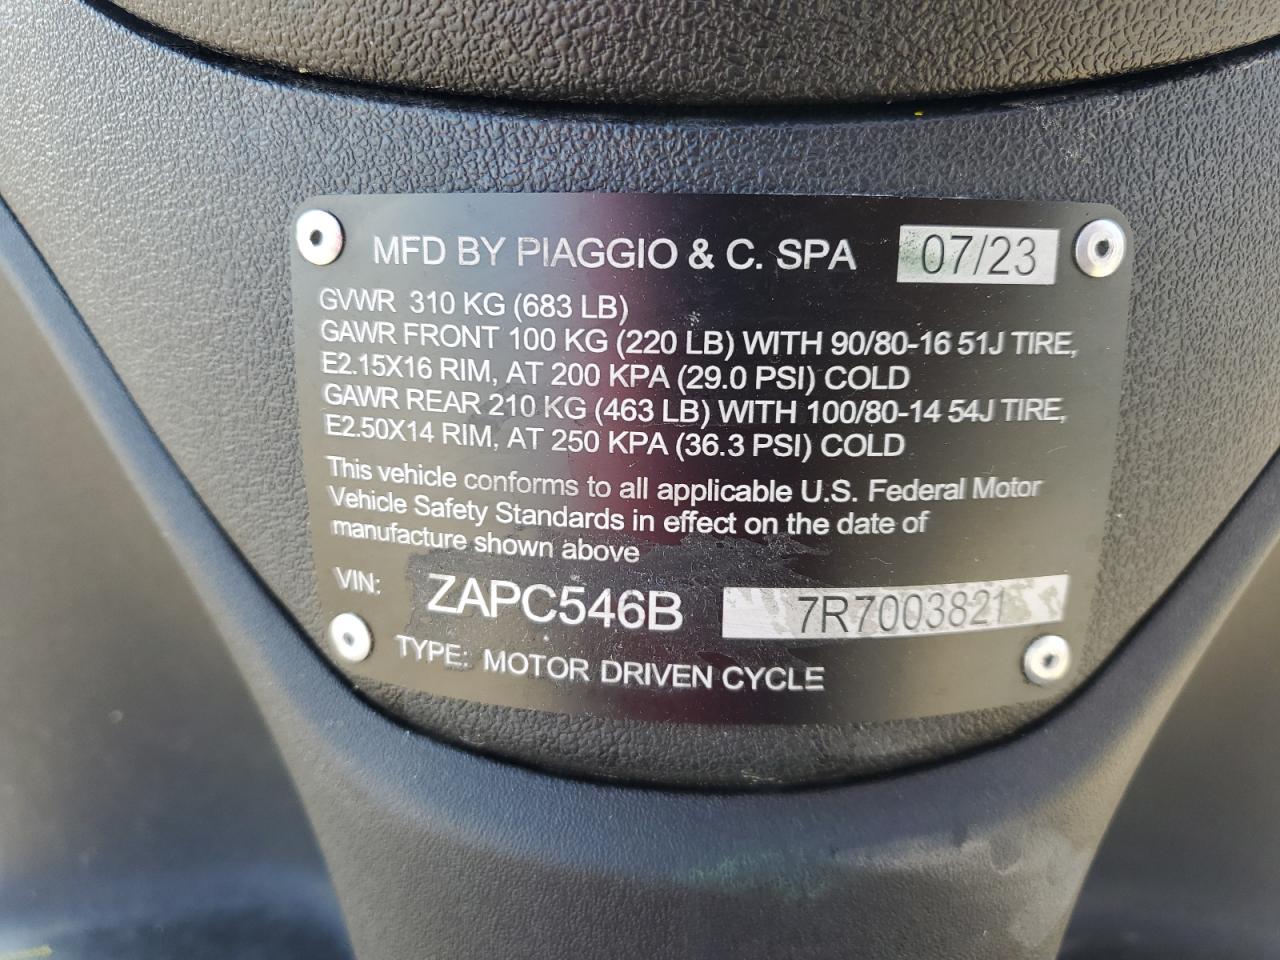 MFD BY PIAGGIO & C. SPA 07/23
GVWR 310 KG (683 LB)
GAWR FRONT 100 KG (220 LB) WITH 90/80-16 51J TIRE,
E2.15X16 RIM, AT 200 KPA (29.0 PSI) COLD
GAWR REAR 210 KG (463 LB) WITH 100/80-14 54J TIRE,
E2.50X14 RIM, AT 250 KPA (36.3 PSI) COLD
This vehicle conforms to all applicable U.S. Federal Motor
Vehicle Safety Standards in effect on the date of
manufacture shown above
VIN: ZAPC546B 7R7003821
TYPE: MOTOR DRIVEN CYCLE